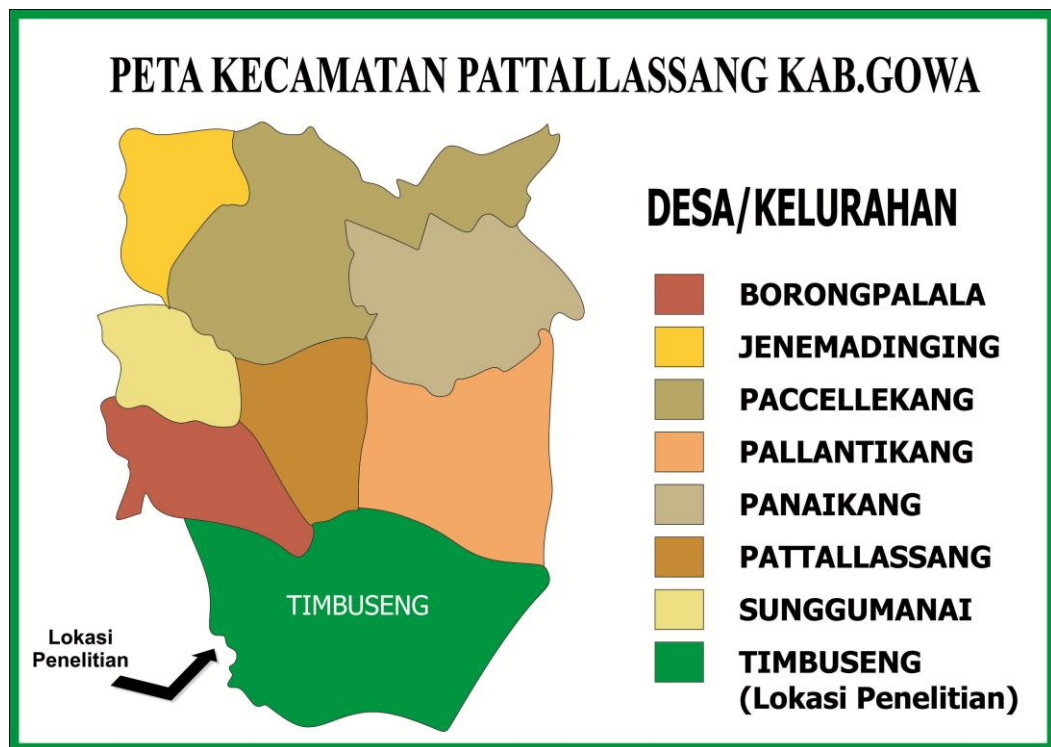 PETA KECAMATAN PATTALLASSANG KAB.GOWA
DESA/KELURAHAN
BORONGPALALA
JENEMADINGING
PACCELLEKANG
PALLANTIKANG
PANAIKANG
PATTALLASSANG
SUNGGUMANAI
TIMBUSENG
(Lokasi Penelitian)
TIMBUSENG
Lokasi
Penelitian